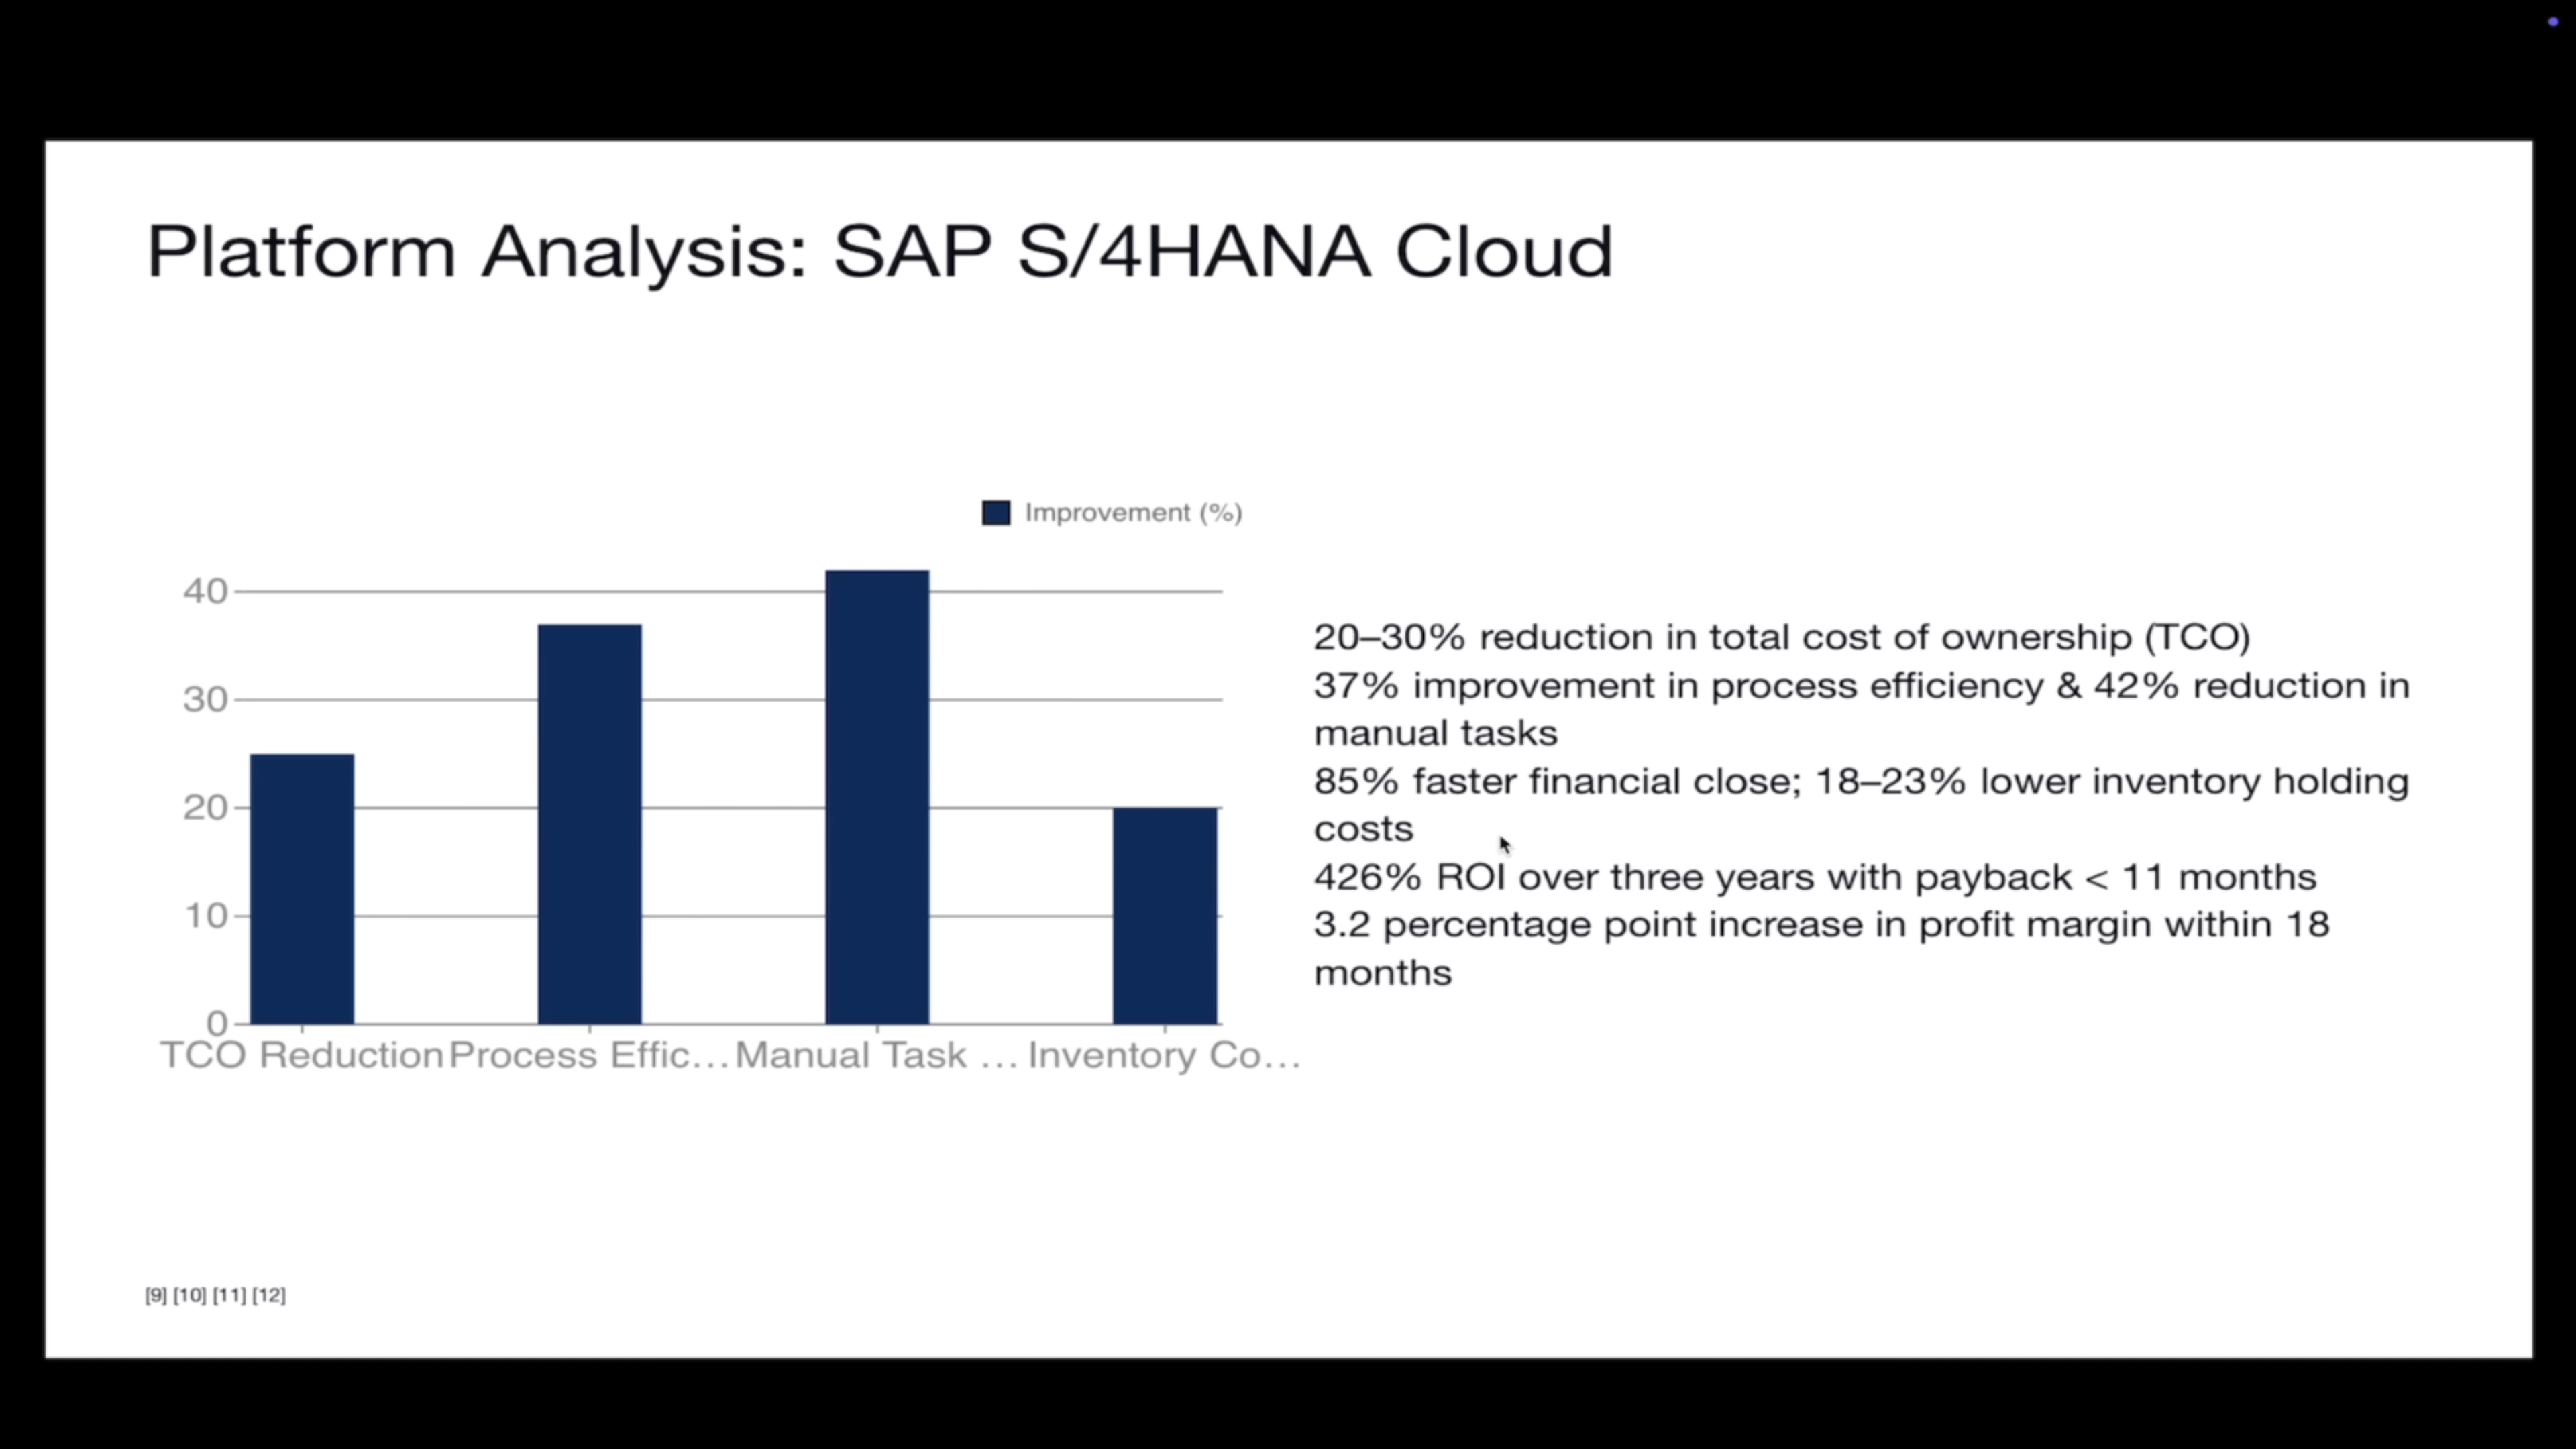 Platform Analysis: SAP S/4HANA Cloud
Improvement (%)
40
30
20
10
0
TCO Reduction Process Effic... Manual Task ... Inventory Co...
20–30% reduction in total cost of ownership (TCO)
37% improvement in process efficiency & 42% reduction in
manual tasks
85% faster financial close; 18–23% lower inventory holding
costs
426% ROI over three years with payback < 11 months
3.2 percentage point increase in profit margin within 18
months
[9] [10] [11] [12]